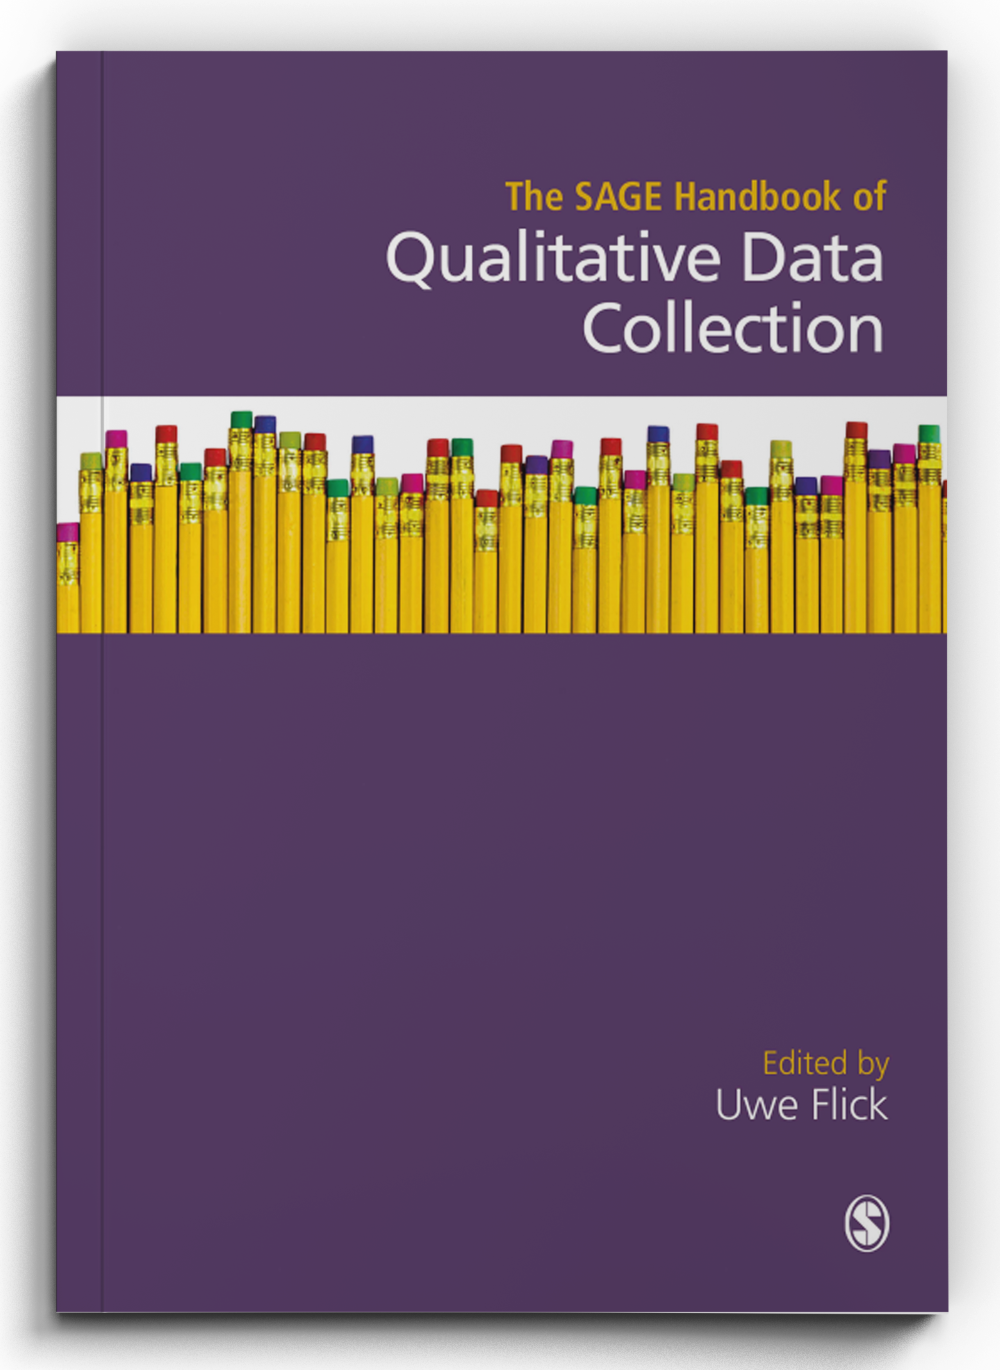 The SAGE Handbook of
Qualitative Data
Collection
Edited by
Uwe Flick
S